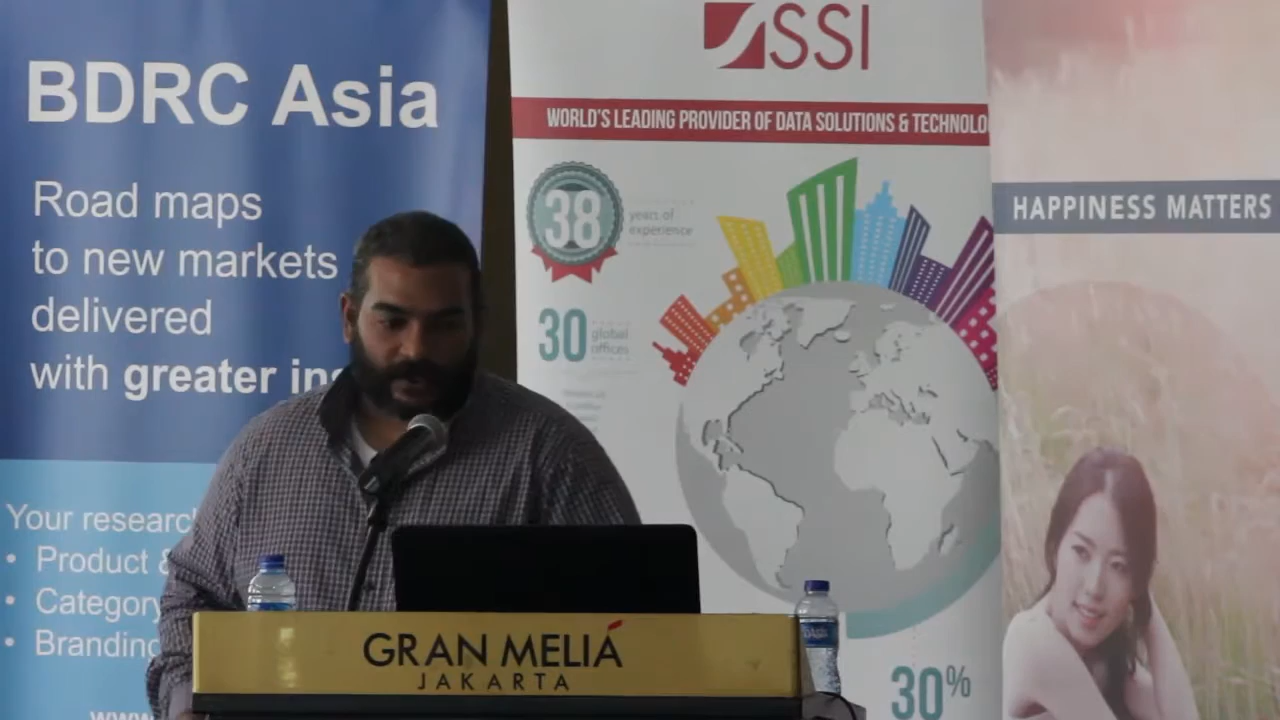 BDRC Asia
Road maps
to new markets
delivered
with greater in
Your research
• Product &
• Category
• Branding
www.
SSI
WORLD'S LEADING PROVIDER OF DATA SOLUTIONS & TECHNOLO
38
years of
experience
30
global
offices
30%
HAPPINESS MATTERS
GRAN MELIÁ
JAKARTA